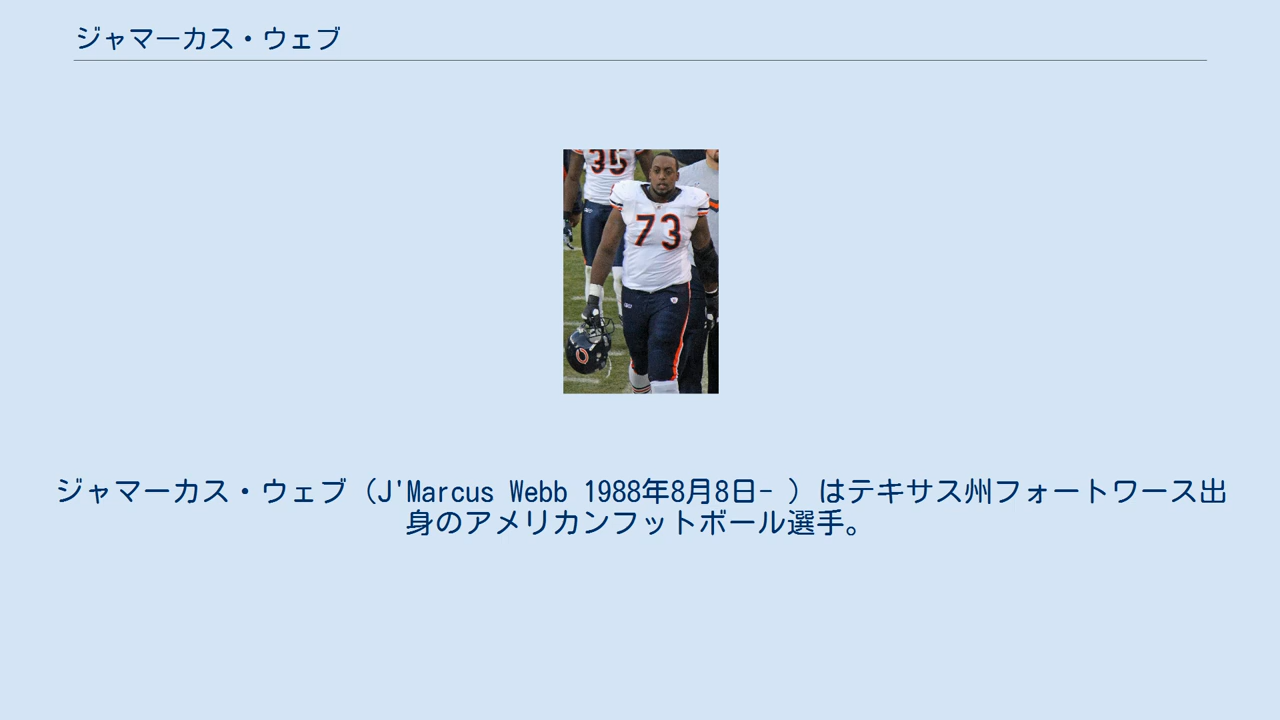 ジャマーカス・ウェブ
35
73
ジャマーカス・ウェブ（J'Marcus Webb 1988年8月8日- ）はテキサス州フォートワース出
身のアメリカンフットボール選手。